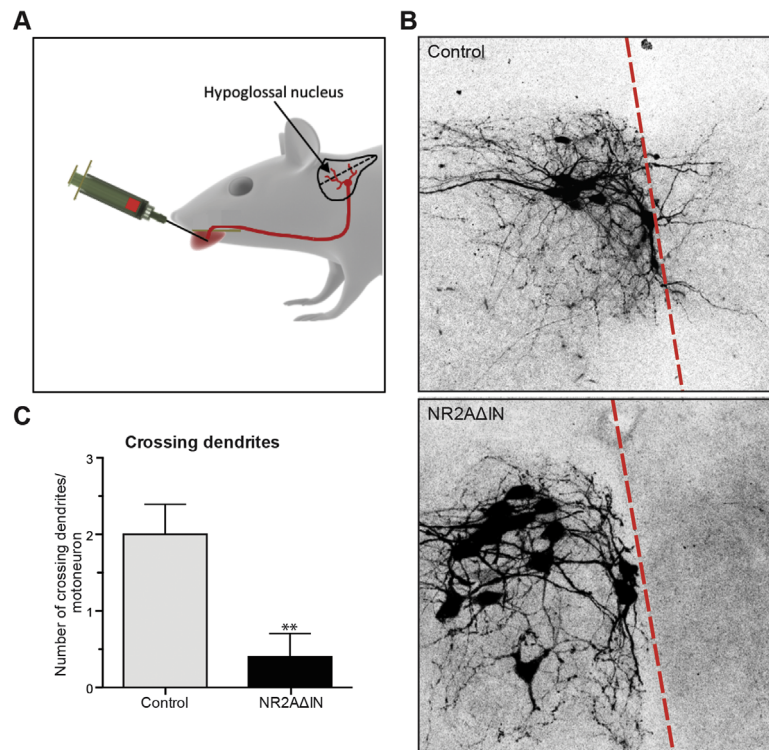 A
Hypoglossal nucleus
B
Control
NR2AΔIN
C
Crossing dendrites
Number of crossing dendrites/
motoneuron
3
2
1
0
**
Control
NR2AΔIN